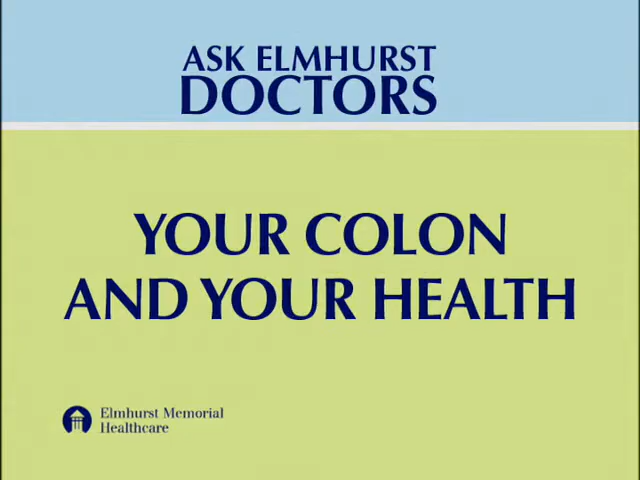 ASK ELMHURST
DOCTORS
YOUR COLON
AND YOUR HEALTH
Elmhurst Memorial
Healthcare